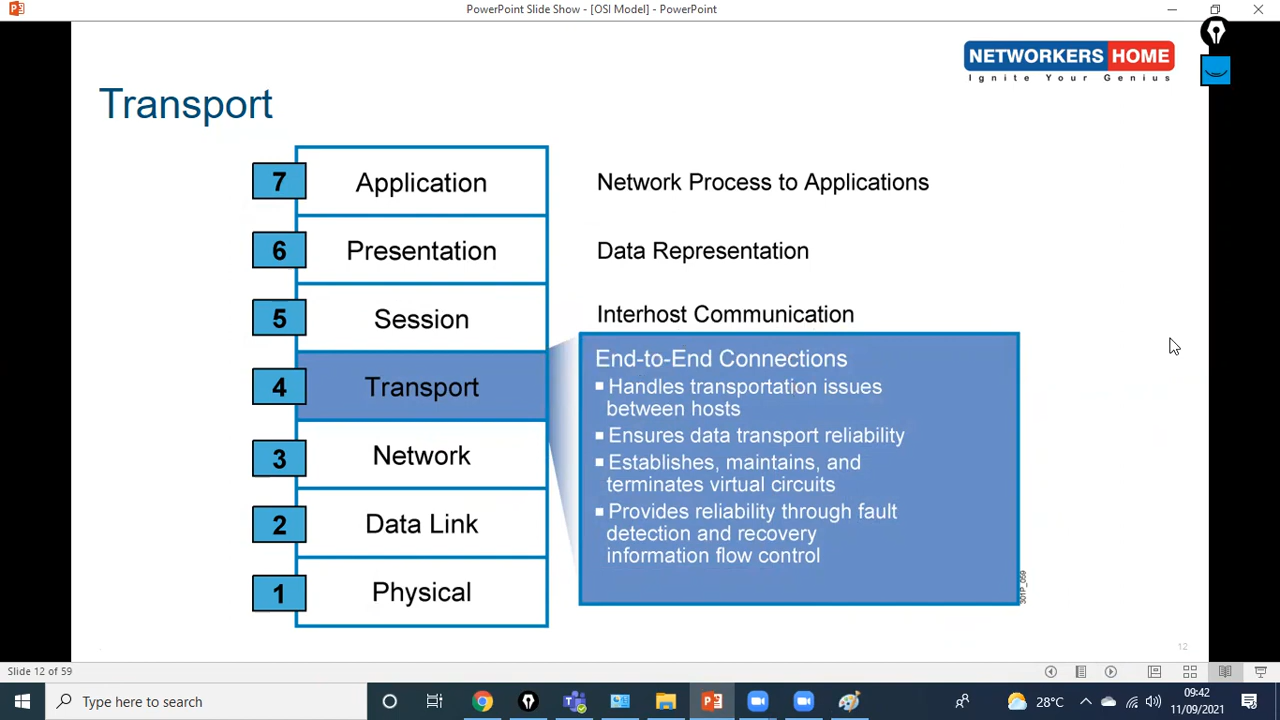 PowerPoint Slide Show - [OSI Model] - PowerPoint
NETWORKERS HOME
Ignite Your Genius
Transport
7 Application Network Process to Applications
6 Presentation Data Representation
5 Session Interhost Communication
4 Transport
End-to-End Connections
Handles transportation issues
between hosts
Ensures data transport reliability
Establishes, maintains, and
terminates virtual circuits
Provides reliability through fault
detection and recovery
information flow control
3 Network
2 Data Link
1 Physical
301P_059
12
Slide 12 of 59
Type here to search
28°C
09:42
11/09/2021